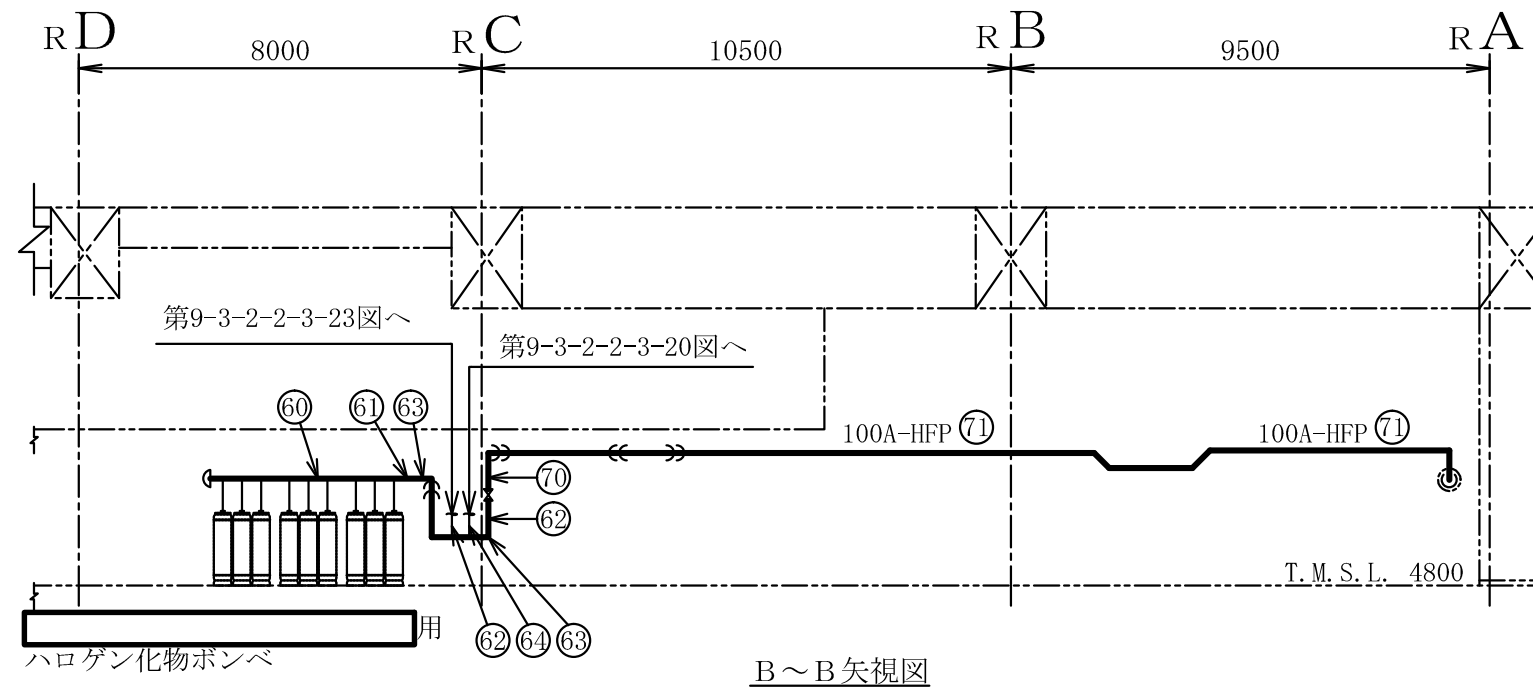 RD
RC
RB
RA
8000
10500
9500
第9-3-2-2-3-23図へ
第9-3-2-2-3-20図へ
60
61
63
100A-HFP 71
100A-HFP 71
70
62
T.M.S.L. 4800
用
62
64
63
ハロゲン化物ボンベ
B～B矢視図